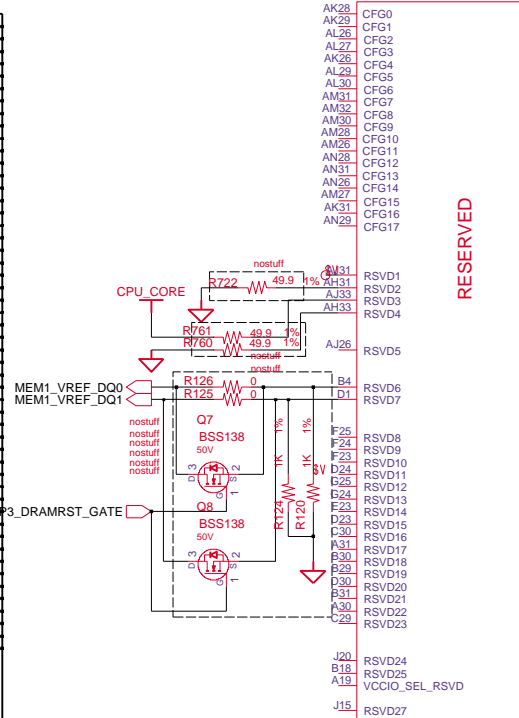 AK28 CFG0
AK29 CFG1
AL26 CFG2
AL27 CFG3
AK26 CFG4
AL29 CFG5
AL30 CFG6
AM31 CFG7
AM32 CFG8
AM30 CFG9
AM28 CFG10
AM26 CFG11
AN28 CFG12
AN31 CFG13
AN26 CFG14
AM27 CFG15
AK31 CFG16
AN29 CFG17
RESERVED
nostuff
RSVD1
R722 49.9 1% AH31 RSVD2
CPU_CORE AJ33 RSVD3
AH33 RSVD4
R761 49.9 1%
R760 49.9 1%
AJ26 RSVD5
nostuff
nostuff
MEM1_VREF_DQ0 R126 0 B4 RSVD6
MEM1_VREF_DQ1 R125 0 D1 RSVD7
nostuff
nostuff
nostuff
nostuff
nostuff
Q7
BSS138
50V
D 3 S 2
G 1
1K 1%
1K 1%
$V
R124
R120
P3_DRAMRST_GATE
Q8
BSS138
50V
D 3 S 2
G 1
F25 RSVD8
F24 RSVD9
F23 RSVD10
D24 RSVD11
G25 RSVD12
G24 RSVD13
E23 RSVD14
D23 RSVD15
C30 RSVD16
A31 RSVD17
B30 RSVD18
B29 RSVD19
D30 RSVD20
B31 RSVD21
A30 RSVD22
C29 RSVD23
J20 RSVD24
B18 RSVD25
A19 VCCIO_SEL_RSVD
J15 RSVD27